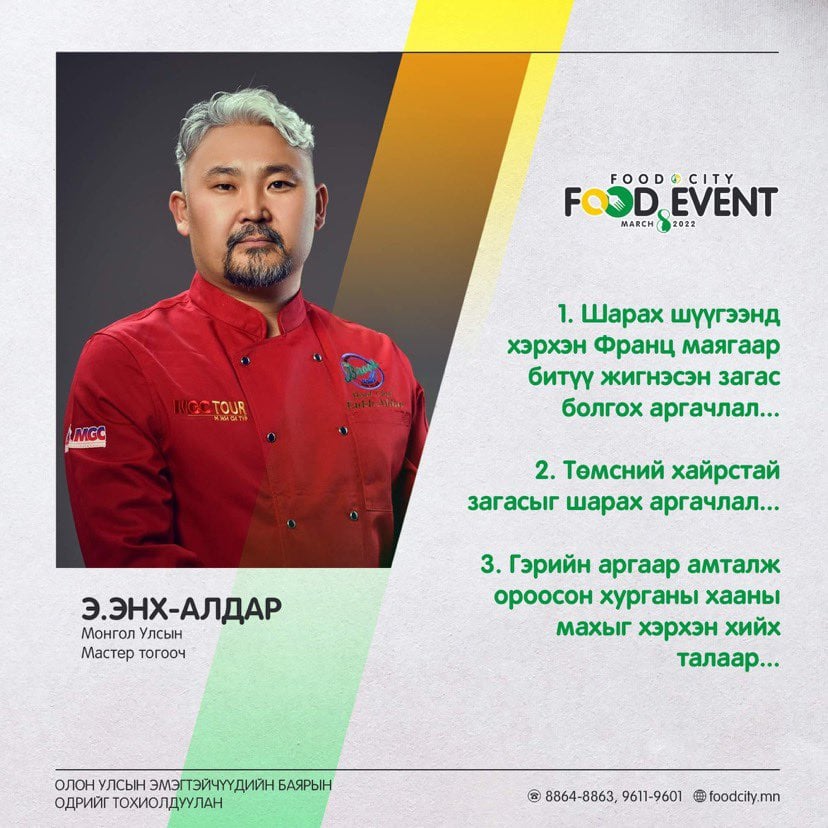 FOOD CITY
FOOD EVENT
MARCH 8 2022
1. Шарах шүүгээнд
хэрхэн Франц маягаар
битүү жигнэсэн загас
болгох аргачлал...
2. Төмсний хайрстай
загасыг шарах аргачлал...
3. Гэрийн аргаар амталж
ороосон хурганы хааны
махыг хэрхэн хийх
талаар...
MGC TOUR
MGC
Э.ЭНХ-АЛДАР
Монгол Улсын
Мастер тогооч
ОЛОН УЛСЫН ЭМЭГТЭЙЧҮҮДИЙН БАЯРЫН
ӨДРИЙГ ТОХИОЛДУУЛАН
8864-8863, 9611-9601 foodcity.mn